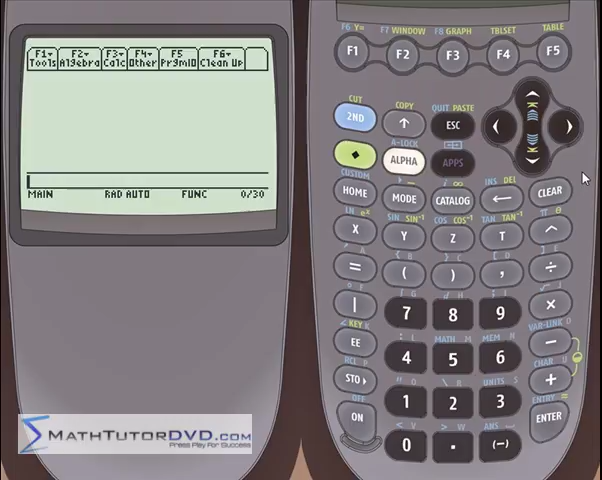 F1 F2 F3 F4 F5 F6
Tools Algebra Calc Other PrgmIO Clean Up
MAIN RAD AUTO FUNC 0/30
MATHTUTORDVD.COM
Press Play For Success
F6 Y= F7 WINDOW F8 GRAPH TBLSET TABLE
F1 F2 F3 F4 F5
CUT COPY QUIT PASTE
2ND ↑ ESC
A-LOCK
◆ ALPHA APPS
CUSTOM ∞ INS DEL
HOME MODE CATALOG ← CLEAR
LN eˣ SIN SIN⁻¹ COS COS⁻¹ TAN TAN⁻¹ π θ
X Y Z T ^
A { B } C [ D ] E
= ( ) , ÷
F G H I J
| 7 8 9 ×
∠ KEY K L MATH M MEM N VAR-LINK O
EE 4 5 6 −
RCL P " Q \ R UNITS S CHAR U
STO▸ 1 2 3 +
OFF < V > W ANS ENTRY ≈
ON 0 . (−) ENTER